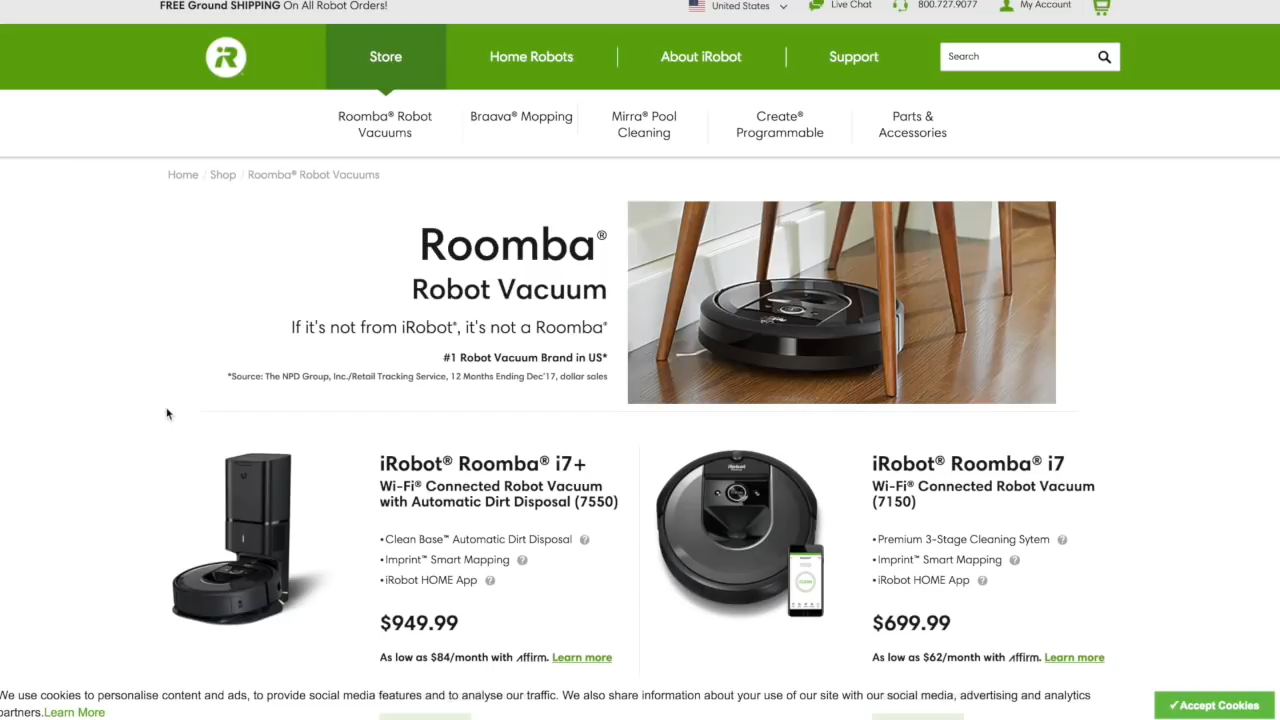 FREE Ground SHIPPING On All Robot Orders!
United States
Live Chat
800.727.9077
My Account
iR
Store
Home Robots
About iRobot
Support
Search
Roomba® Robot
Vacuums
Braava® Mopping
Mirra® Pool
Cleaning
Create®
Programmable
Parts &
Accessories
Home / Shop / Roomba® Robot Vacuums
Roomba®
Robot Vacuum
If it's not from iRobot®, it's not a Roomba®
#1 Robot Vacuum Brand in US*
*Source: The NPD Group, Inc./Retail Tracking Service, 12 Months Ending Dec'17, dollar sales
iRobot® Roomba® i7+
Wi-Fi® Connected Robot Vacuum
with Automatic Dirt Disposal (7550)
• Clean Base™ Automatic Dirt Disposal ?
• Imprint™ Smart Mapping ?
• iRobot HOME App ?
$949.99
As low as $84/month with affirm. Learn more
iRobot® Roomba® i7
Wi-Fi® Connected Robot Vacuum
(7150)
• Premium 3-Stage Cleaning Sytem ?
• Imprint™ Smart Mapping ?
• iRobot HOME App ?
$699.99
As low as $62/month with affirm. Learn more
We use cookies to personalise content and ads, to provide social media features and to analyse our traffic. We also share information about your use of our site with our social media, advertising and analytics
partners.Learn More
✓Accept Cookies